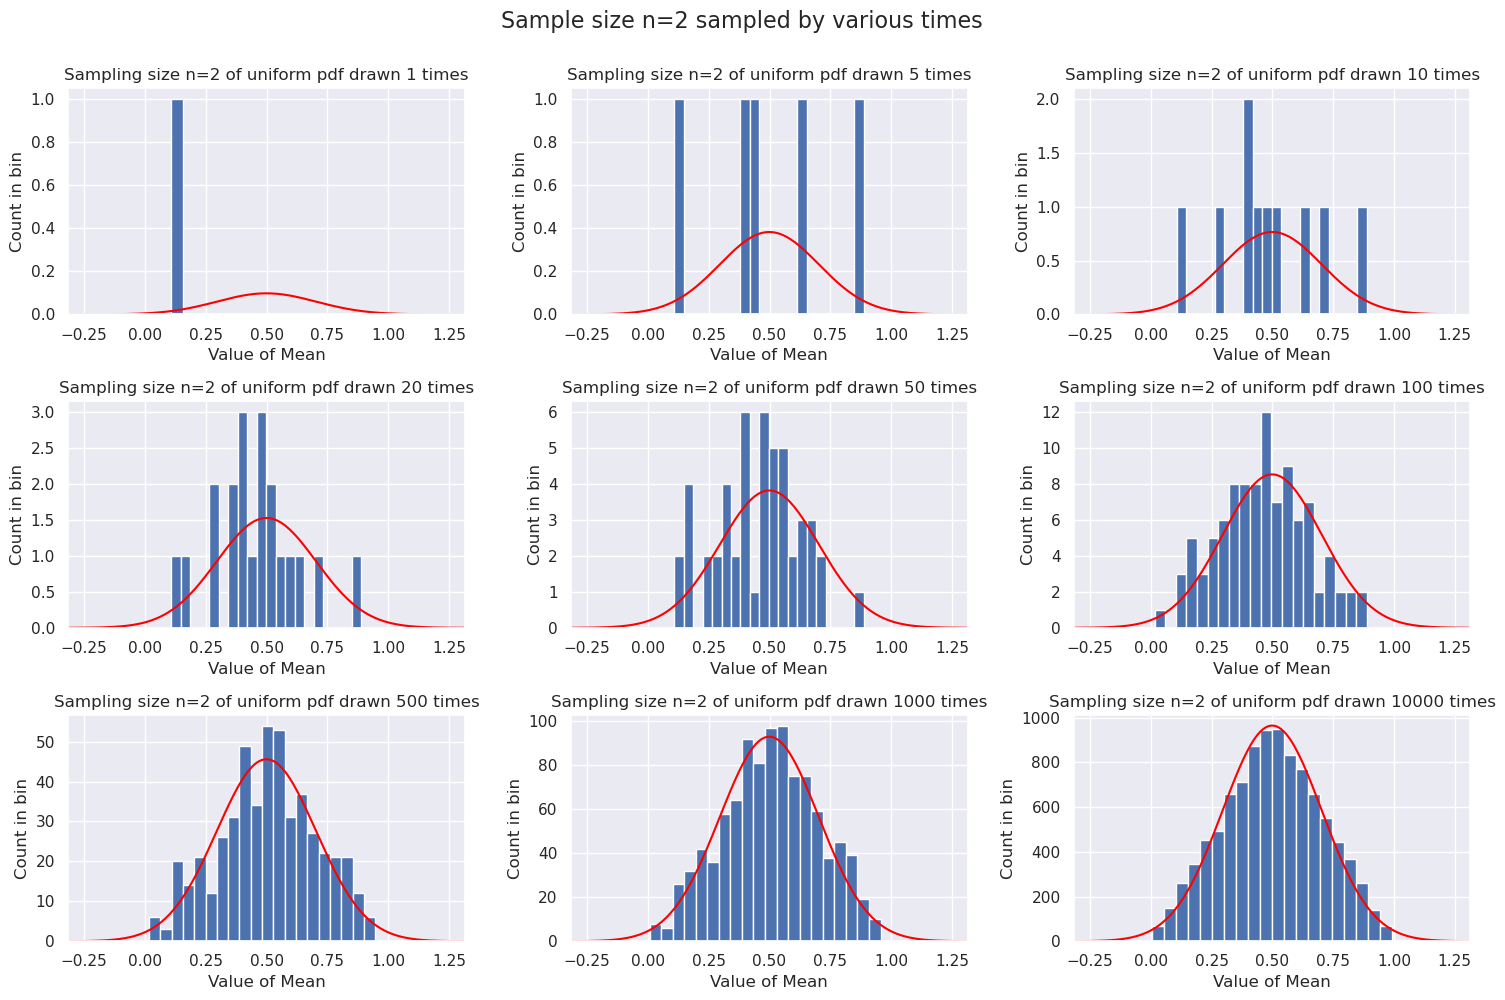 Sample size n=2 sampled by various times
Sampling size n=2 of uniform pdf drawn 1 times
1.0
0.8
0.6
0.4
0.2
0.0
Count in bin
−0.25 0.00 0.25 0.50 0.75 1.00 1.25
Value of Mean
Sampling size n=2 of uniform pdf drawn 5 times
1.0
0.8
0.6
0.4
0.2
0.0
Count in bin
−0.25 0.00 0.25 0.50 0.75 1.00 1.25
Value of Mean
Sampling size n=2 of uniform pdf drawn 10 times
2.0
1.5
1.0
0.5
0.0
Count in bin
−0.25 0.00 0.25 0.50 0.75 1.00 1.25
Value of Mean
Sampling size n=2 of uniform pdf drawn 20 times
3.0
2.5
2.0
1.5
1.0
0.5
0.0
Count in bin
−0.25 0.00 0.25 0.50 0.75 1.00 1.25
Value of Mean
Sampling size n=2 of uniform pdf drawn 50 times
6
5
4
3
2
1
0
Count in bin
−0.25 0.00 0.25 0.50 0.75 1.00 1.25
Value of Mean
Sampling size n=2 of uniform pdf drawn 100 times
12
10
8
6
4
2
0
Count in bin
−0.25 0.00 0.25 0.50 0.75 1.00 1.25
Value of Mean
Sampling size n=2 of uniform pdf drawn 500 times
50
40
30
20
10
0
Count in bin
−0.25 0.00 0.25 0.50 0.75 1.00 1.25
Value of Mean
Sampling size n=2 of uniform pdf drawn 1000 times
100
80
60
40
20
0
Count in bin
−0.25 0.00 0.25 0.50 0.75 1.00 1.25
Value of Mean
Sampling size n=2 of uniform pdf drawn 10000 times
1000
800
600
400
200
0
Count in bin
−0.25 0.00 0.25 0.50 0.75 1.00 1.25
Value of Mean